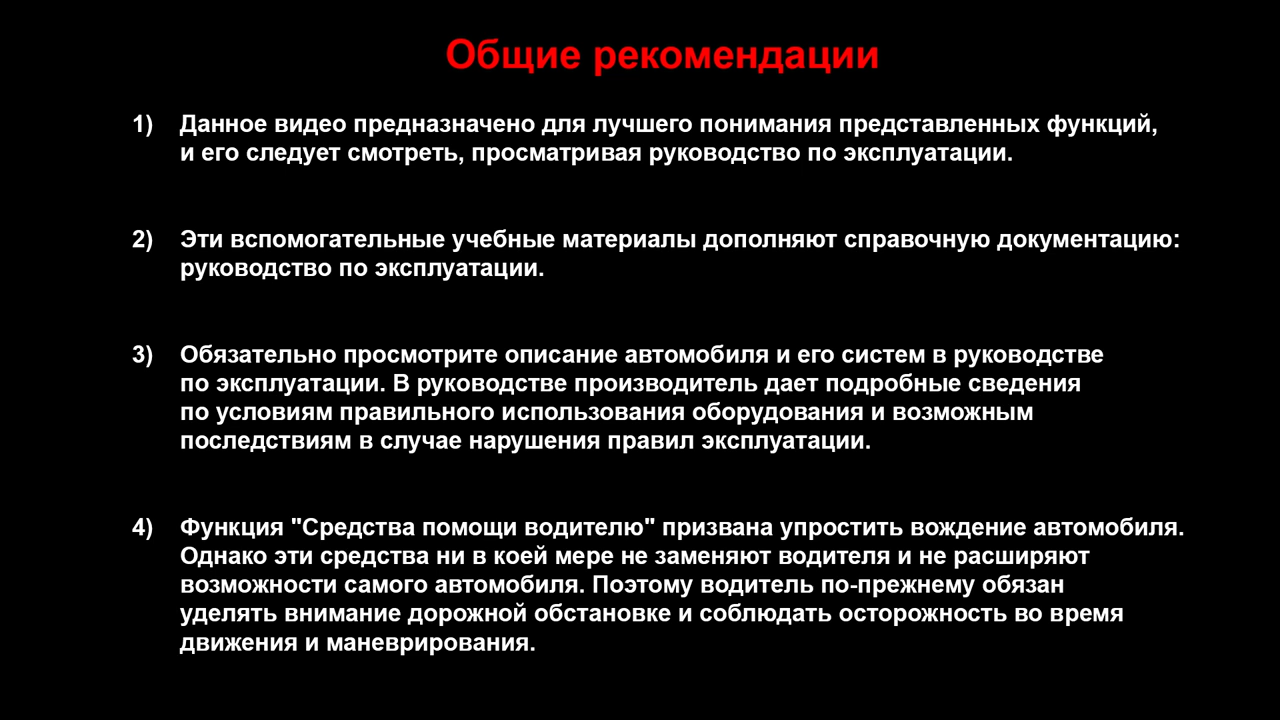 Общие рекомендации
1) Данное видео предназначено для лучшего понимания представленных функций,
и его следует смотреть, просматривая руководство по эксплуатации.
2) Эти вспомогательные учебные материалы дополняют справочную документацию:
руководство по эксплуатации.
3) Обязательно просмотрите описание автомобиля и его систем в руководстве
по эксплуатации. В руководстве производитель дает подробные сведения
по условиям правильного использования оборудования и возможным
последствиям в случае нарушения правил эксплуатации.
4) Функция "Средства помощи водителю" призвана упростить вождение автомобиля.
Однако эти средства ни в коей мере не заменяют водителя и не расширяют
возможности самого автомобиля. Поэтому водитель по-прежнему обязан
уделять внимание дорожной обстановке и соблюдать осторожность во время
движения и маневрирования.